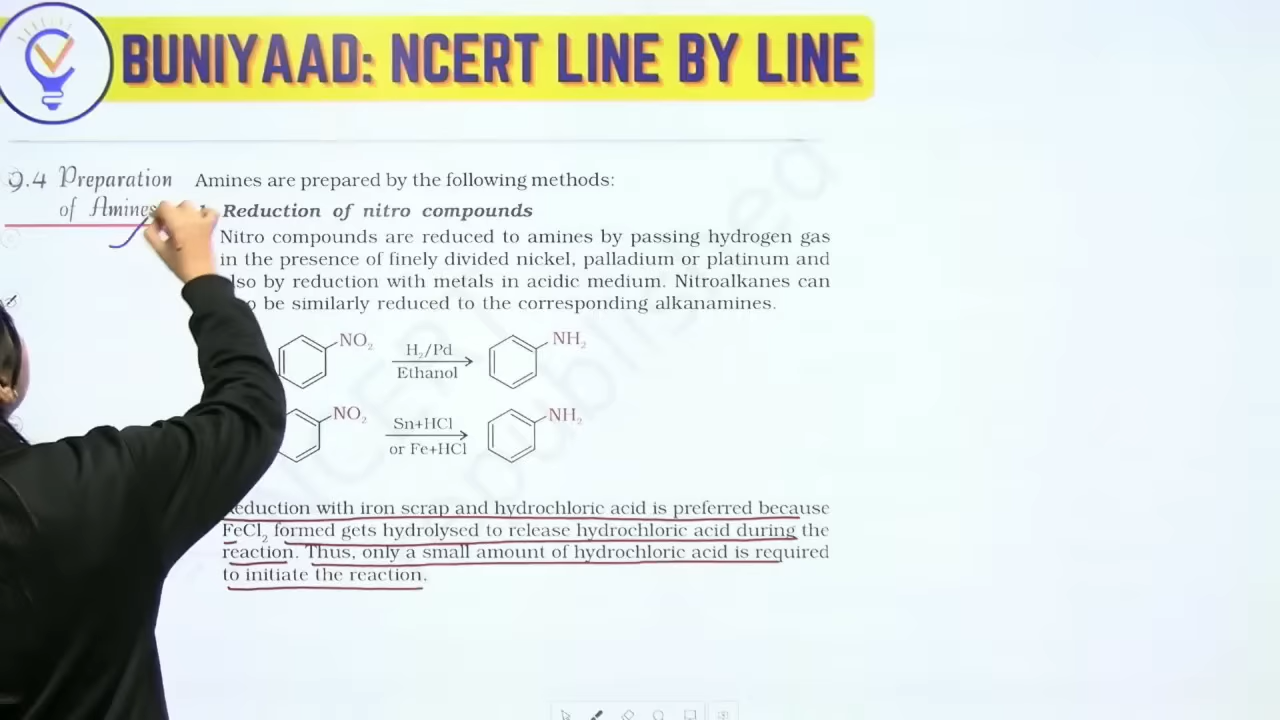 BUNIYAAD: NCERT LINE BY LINE
9.4 Preparation of Amines
Amines are prepared by the following methods:
Reduction of nitro compounds
Nitro compounds are reduced to amines by passing hydrogen gas
in the presence of finely divided nickel, palladium or platinum and
also by reduction with metals in acidic medium. Nitroalkanes can
be similarly reduced to the corresponding alkanamines.
NO₂ H₂/Pd Ethanol NH₂
NO₂ Sn+HCl or Fe+HCl NH₂
Reduction with iron scrap and hydrochloric acid is preferred because
FeCl₂ formed gets hydrolysed to release hydrochloric acid during the
reaction. Thus, only a small amount of hydrochloric acid is required
to initiate the reaction.